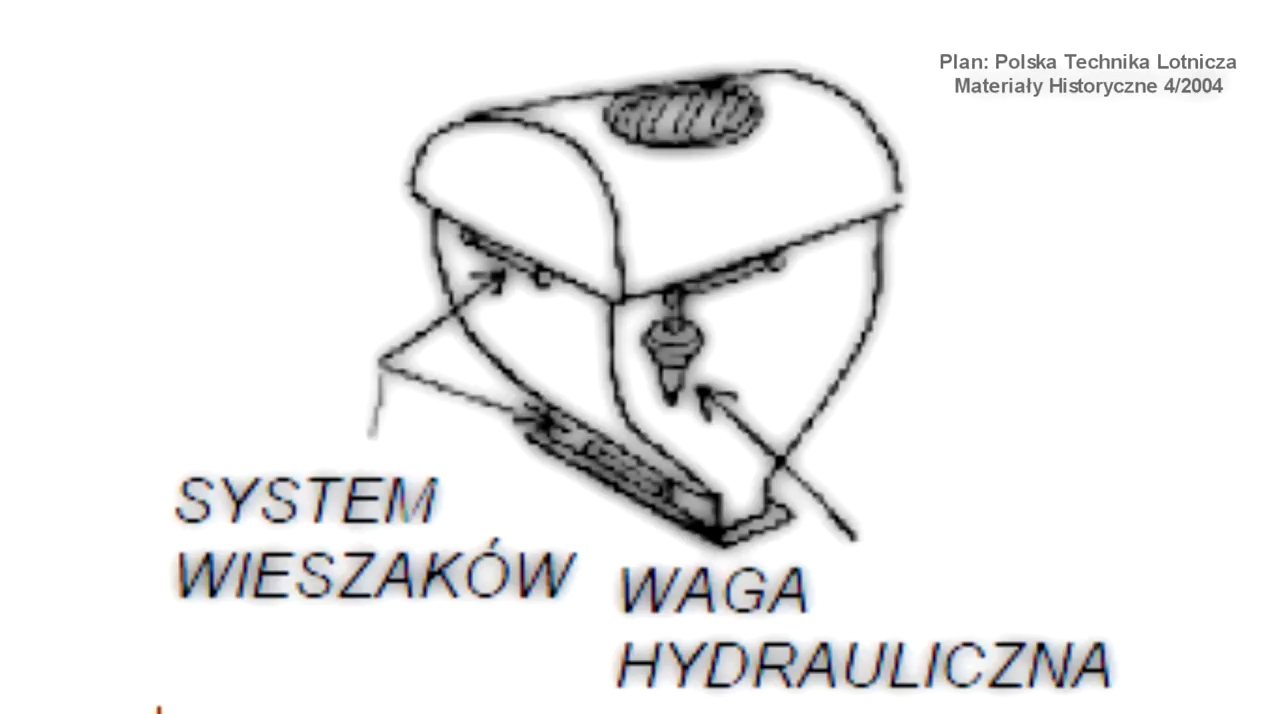 Plan: Polska Technika Lotnicza
Materiały Historyczne 4/2004
SYSTEM
WIESZAKÓW
WAGA
HYDRAULICZNA